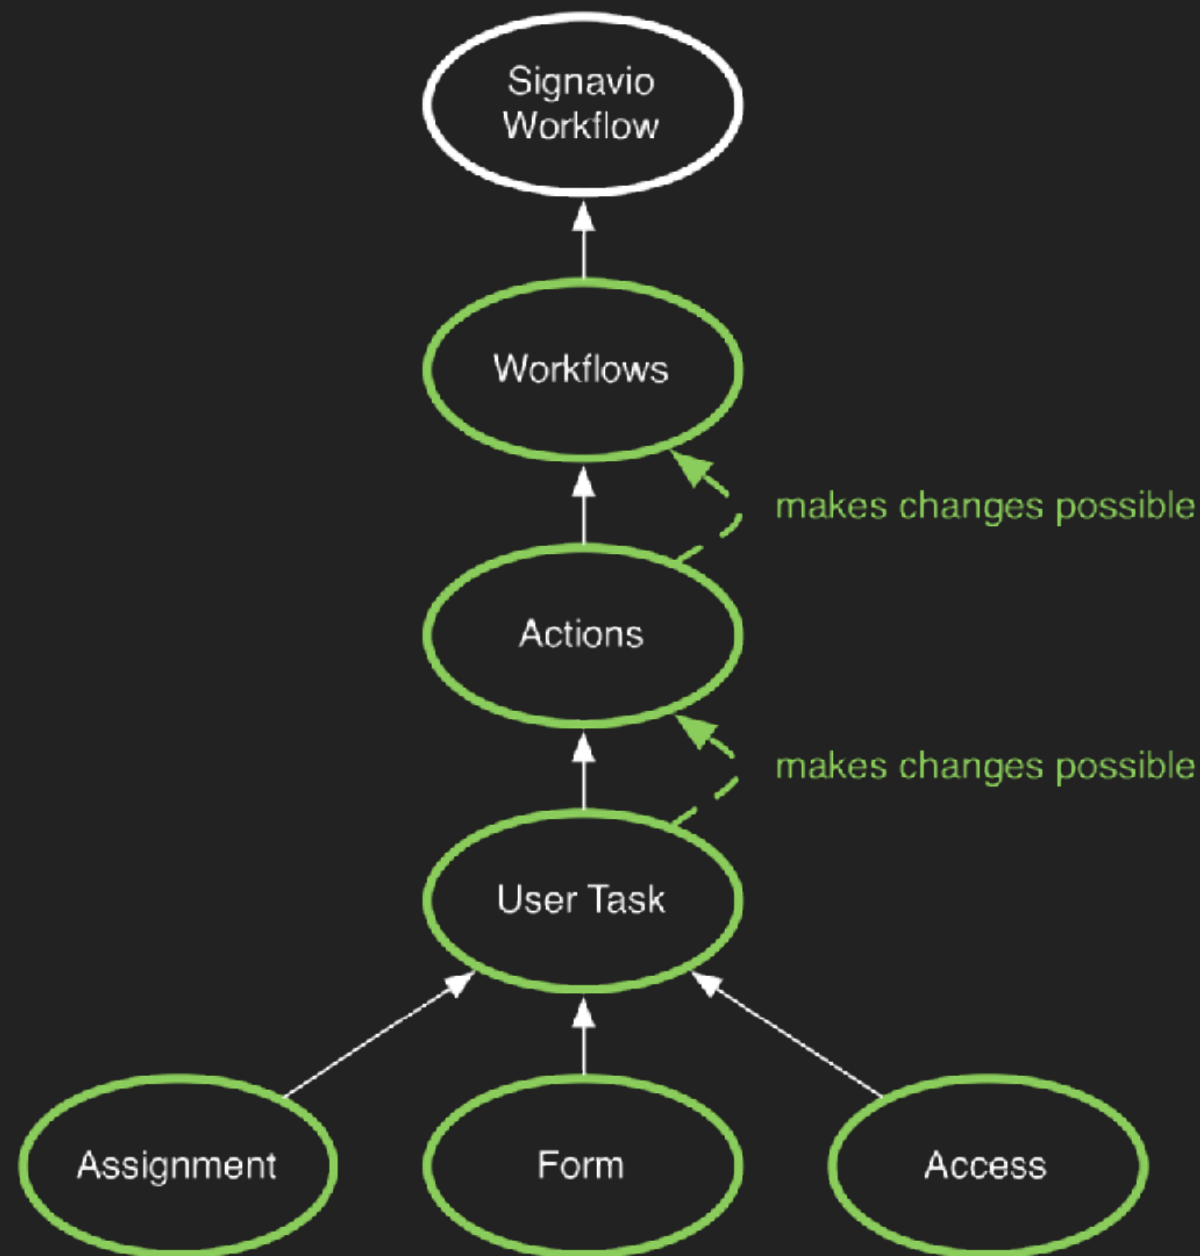 Signavio
Workflow
Workflows
makes changes possible
Actions
makes changes possible
User Task
Assignment
Form
Access